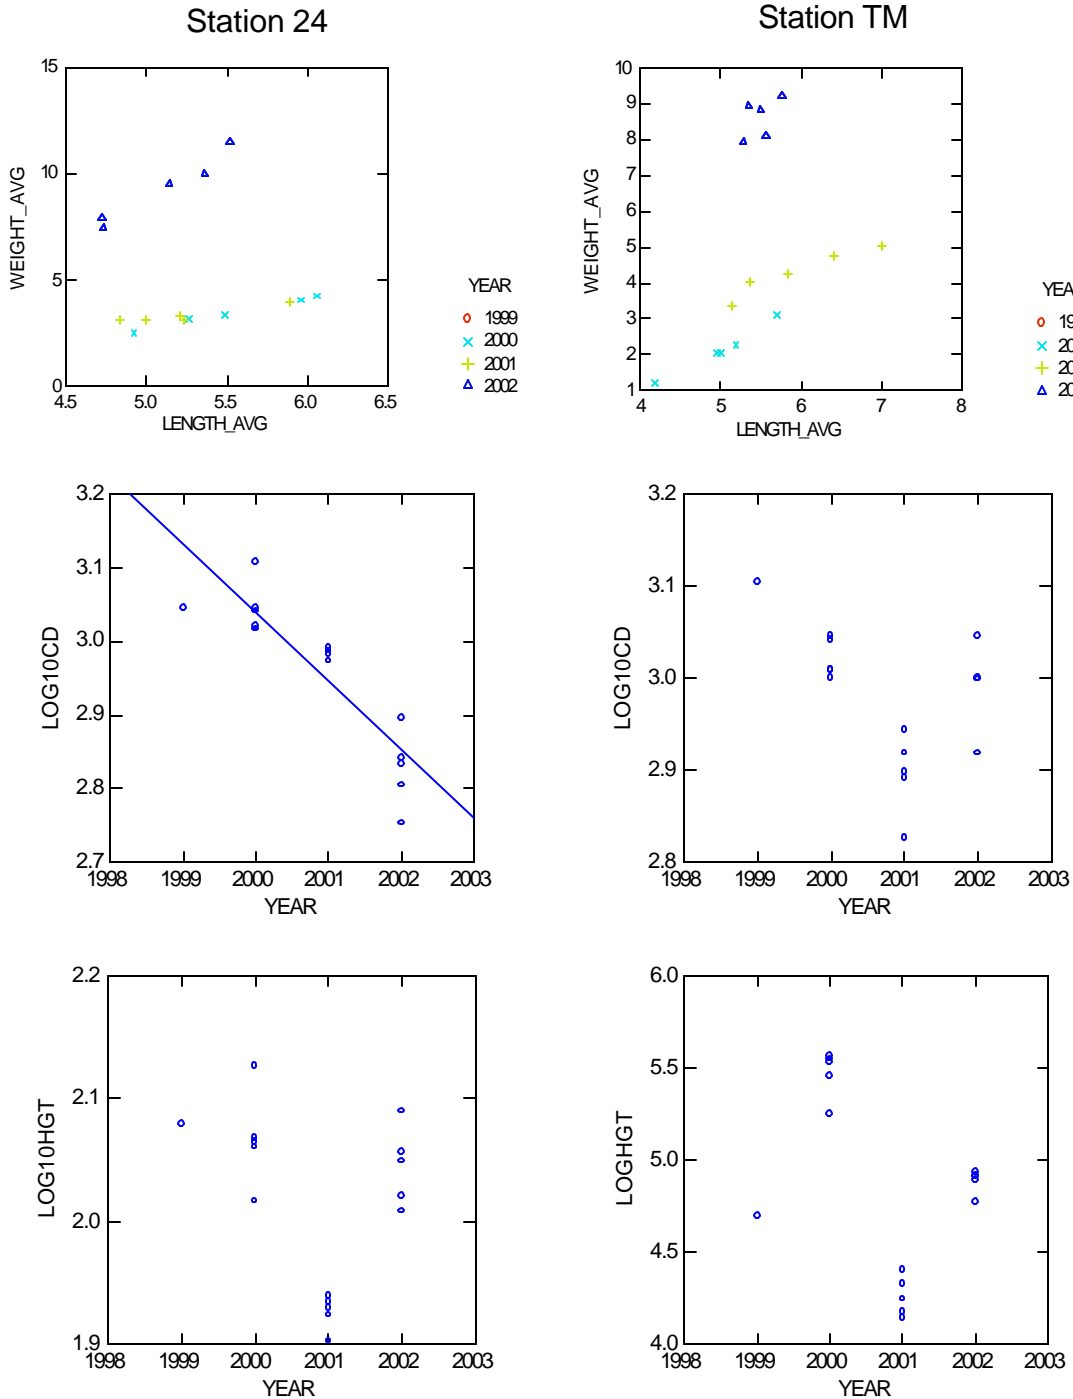 Station 24
Station TM
15
10
5
0
WEIGHT_AVG
4.5 5.0 5.5 6.0 6.5
LENGTH_AVG
YEAR
1999
2000
2001
2002
10
9
8
7
6
5
4
3
2
1
WEIGHT_AVG
4 5 6 7 8
LENGTH_AVG
YEA
19
20
20
20
3.2
3.1
3.0
2.9
2.8
2.7
LOG10CD
1998 1999 2000 2001 2002 2003
YEAR
3.2
3.1
3.0
2.9
2.8
LOG10CD
1998 1999 2000 2001 2002 2003
YEAR
2.2
2.1
2.0
1.9
LOG10HGT
1998 1999 2000 2001 2002 2003
YEAR
6.0
5.5
5.0
4.5
4.0
LOGHGT
1998 1999 2000 2001 2002 2003
YEAR